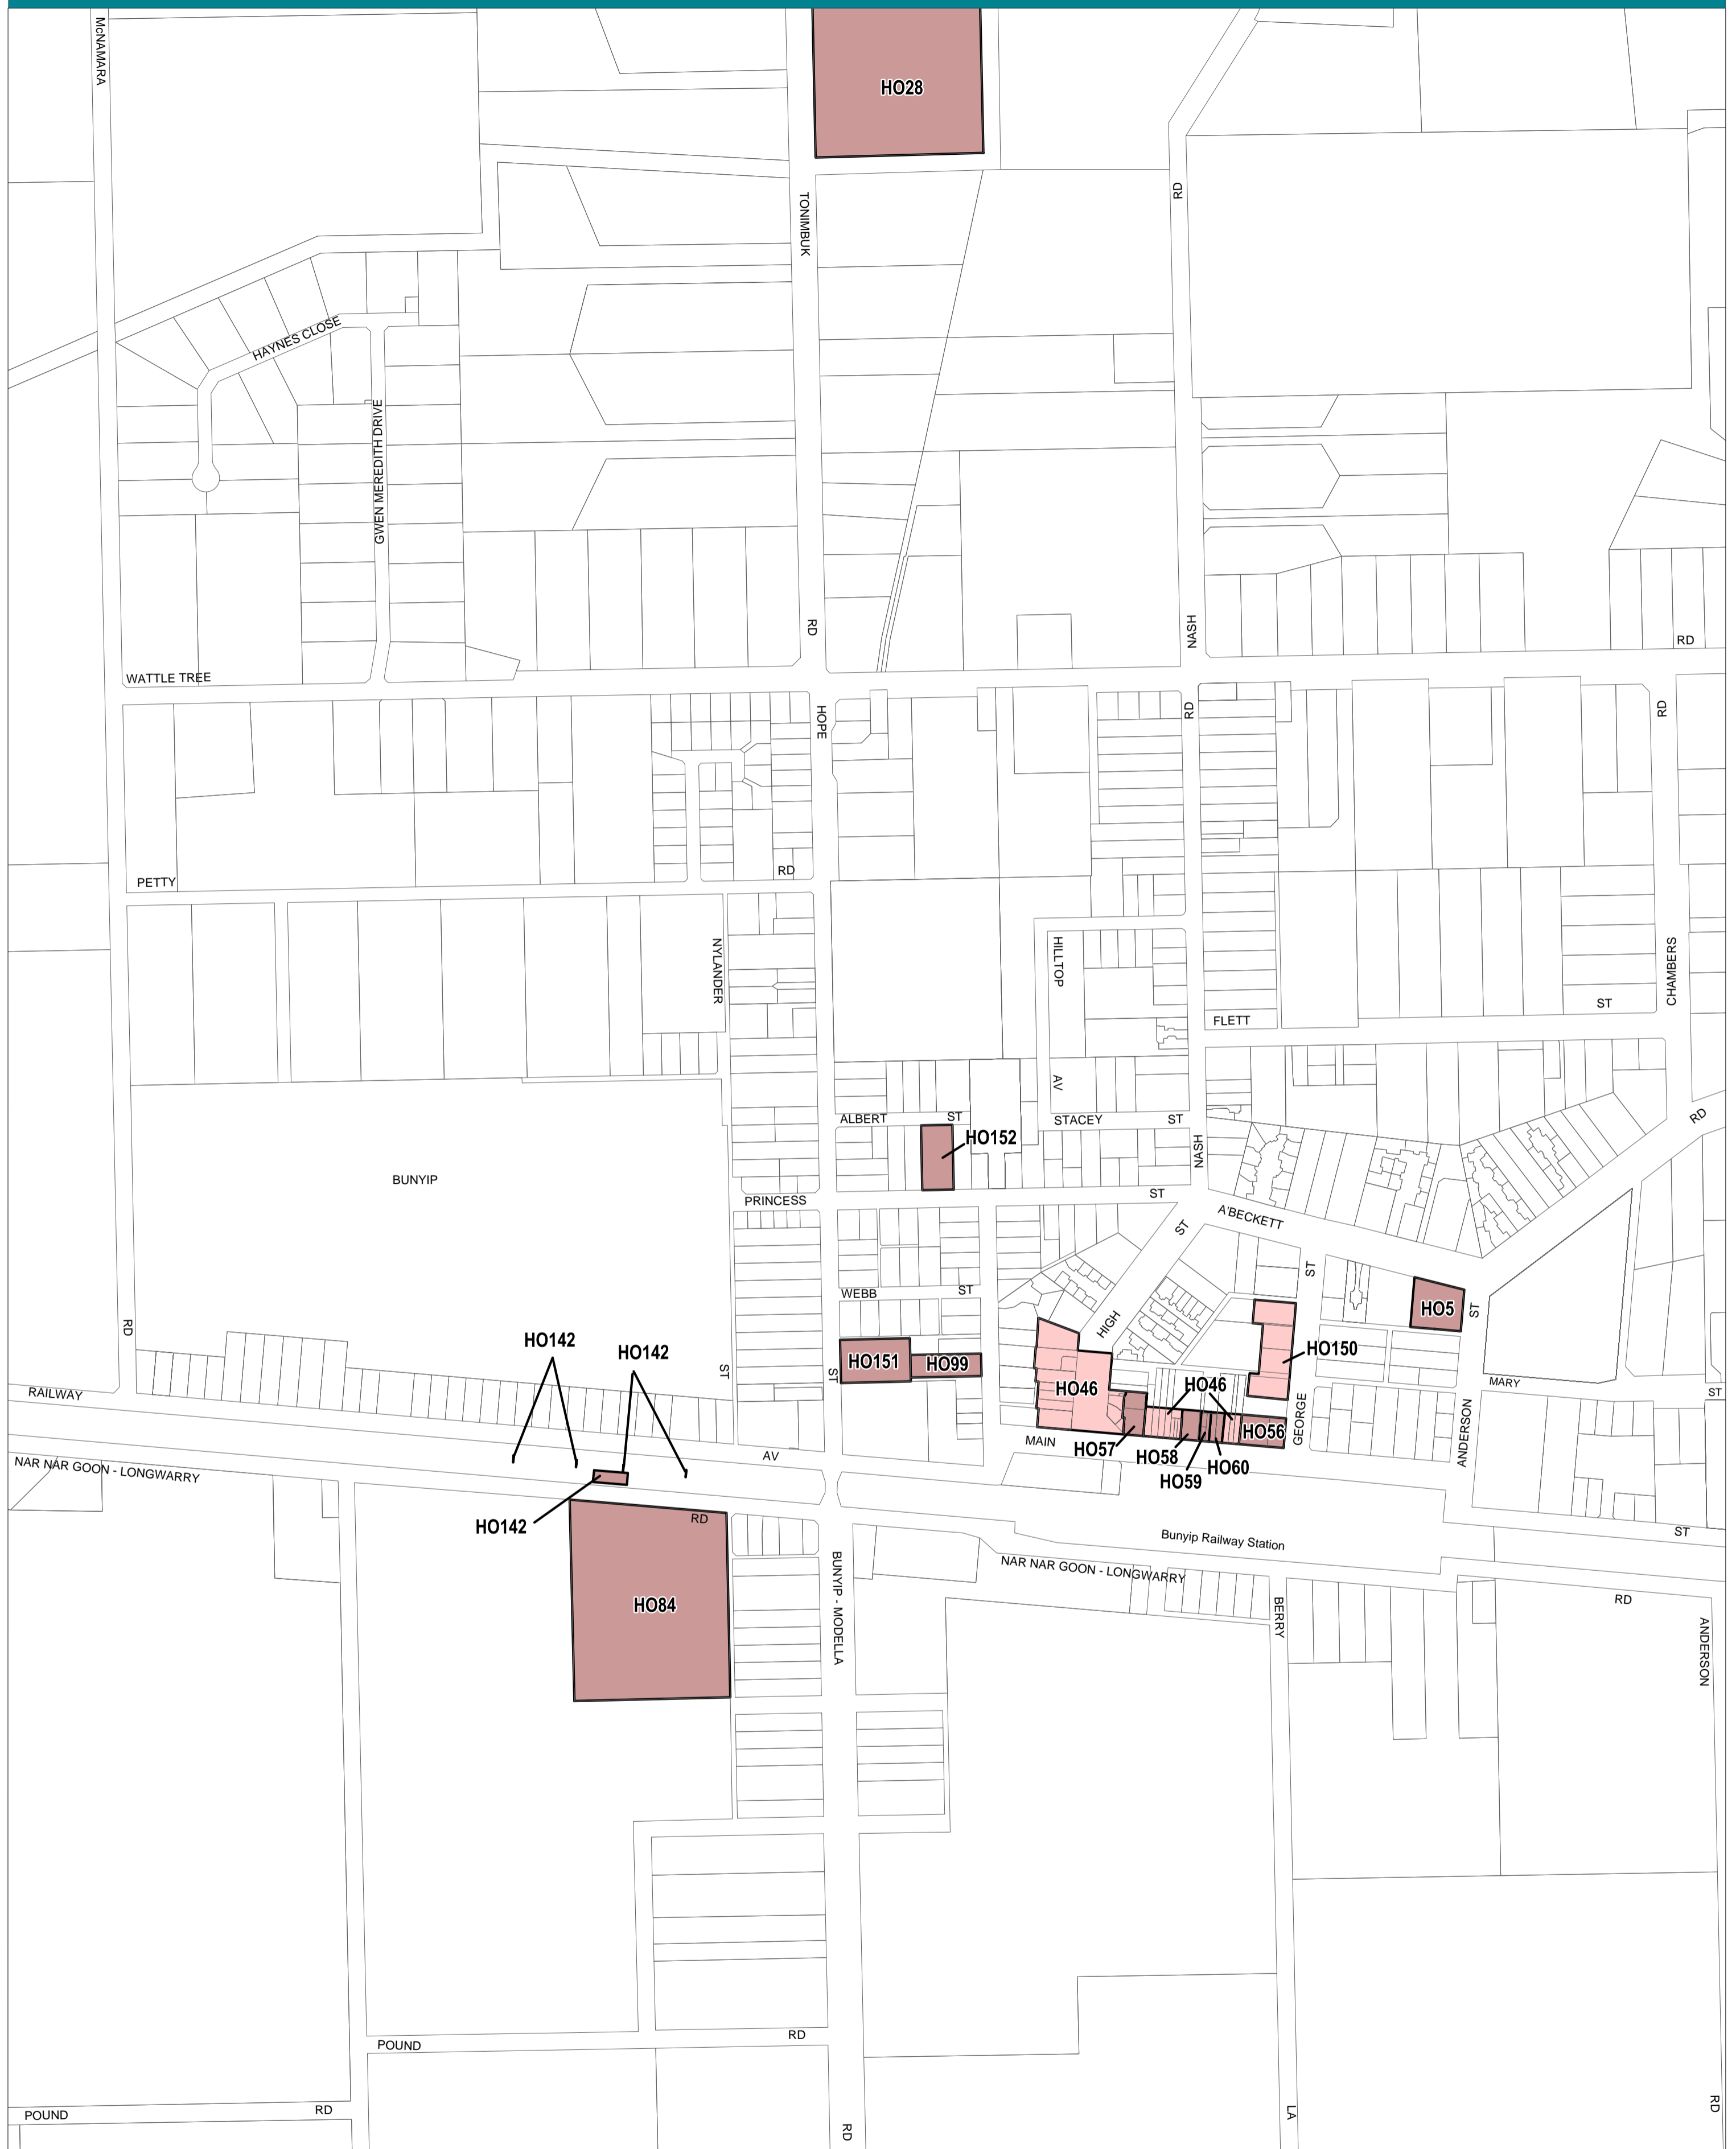 McNAMARA
HO28
RD
TONIMBUK
HAYNES CLOSE
GWEN MEREDITH DRIVE
RD
NASH
RD
WATTLE TREE
HOPE
RD
RD
PETTY
RD
NYLANDER
HILLTOP
CHAMBERS
ST
FLETT
AV
ALBERT
ST
STACEY
ST
RD
HO152
NASH
BUNYIP
PRINCESS
ST
A'BECKETT
ST
ST
WEBB
ST
HO5
ST
HIGH
RD
HO142
HO142
HO151
HO99
HO150
ST
ST
HO46
HO46
MARY
ST
RAILWAY
GEORGE
ANDERSON
HO56
MAIN
HO57
HO58
HO59
HO60
AV
NAR NAR GOON - LONGWARRY
HO142
RD
ST
Bunyip Railway Station
NAR NAR GOON - LONGWARRY
BUNYIP - MODELLA
HO84
BERRY
RD
ANDERSON
RD
POUND
POUND
RD
LA
RD
RD